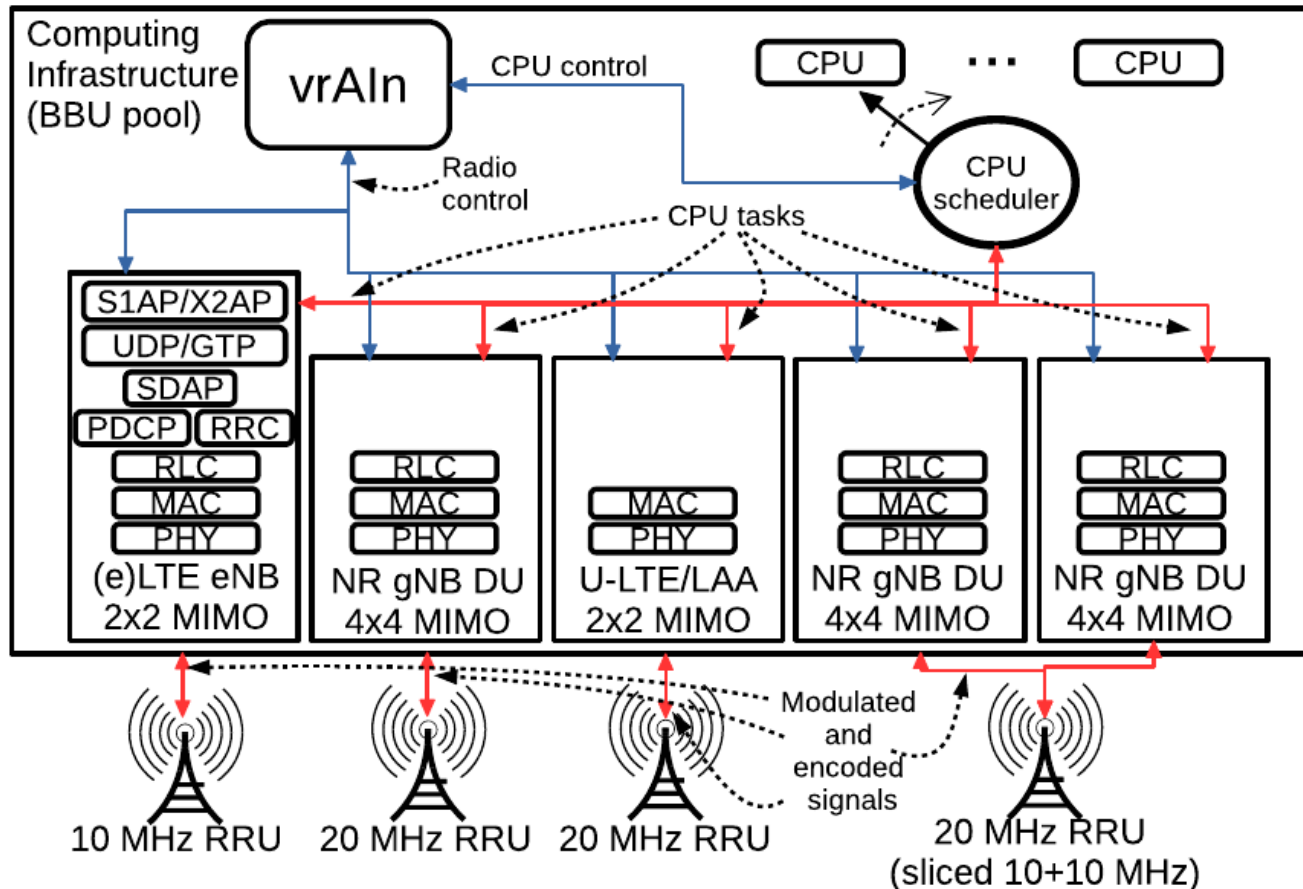 Computing
Infrastructure
(BBU pool)
vrAIn
CPU control
CPU
...
CPU
CPU
scheduler
Radio
control
CPU tasks
S1AP/X2AP
UDP/GTP
SDAP
PDCP
RRC
RLC
MAC
PHY
(e)LTE eNB
2x2 MIMO
RLC
MAC
PHY
NR gNB DU
4x4 MIMO
MAC
PHY
U-LTE/LAA
2x2 MIMO
RLC
MAC
PHY
NR gNB DU
4x4 MIMO
RLC
MAC
PHY
NR gNB DU
4x4 MIMO
Modulated
and
encoded
signals
10 MHz RRU
20 MHz RRU
20 MHz RRU
20 MHz RRU
(sliced 10+10 MHz)